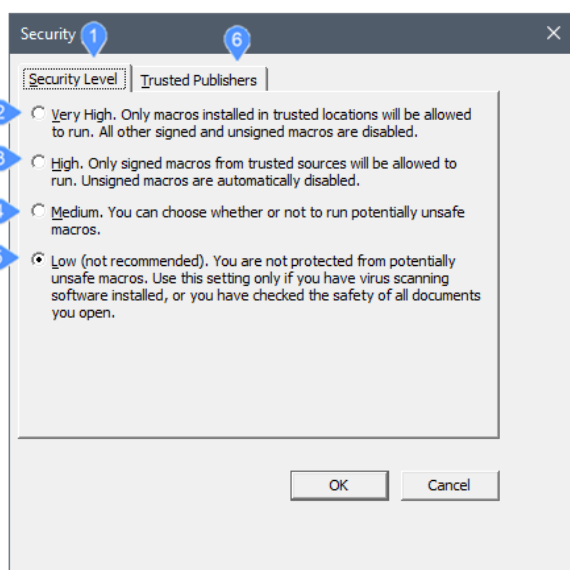 Security
1
6
Security Level
Trusted Publishers
2
Very High. Only macros installed in trusted locations will be allowed
to run. All other signed and unsigned macros are disabled.
3
High. Only signed macros from trusted sources will be allowed to
run. Unsigned macros are automatically disabled.
4
Medium. You can choose whether or not to run potentially unsafe
macros.
5
Low (not recommended). You are not protected from potentially
unsafe macros. Use this setting only if you have virus scanning
software installed, or you have checked the safety of all documents
you open.
OK
Cancel